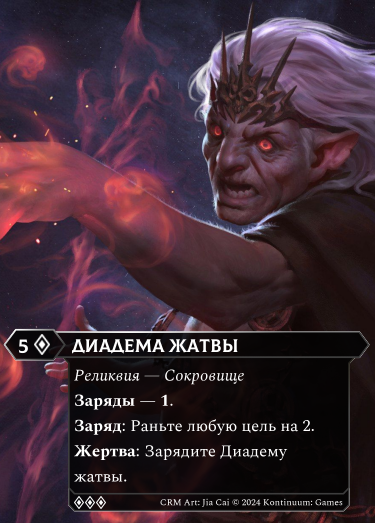 5 ДИАДЕМА ЖАТВЫ
Реликвия — Сокровище
Заряды — 1.
Заряд: Раньте любую цель на 2.
Жертва: Зарядите Диадему
жатвы.
CRM Art: Jia Cai © 2024 Kontinuum: Games